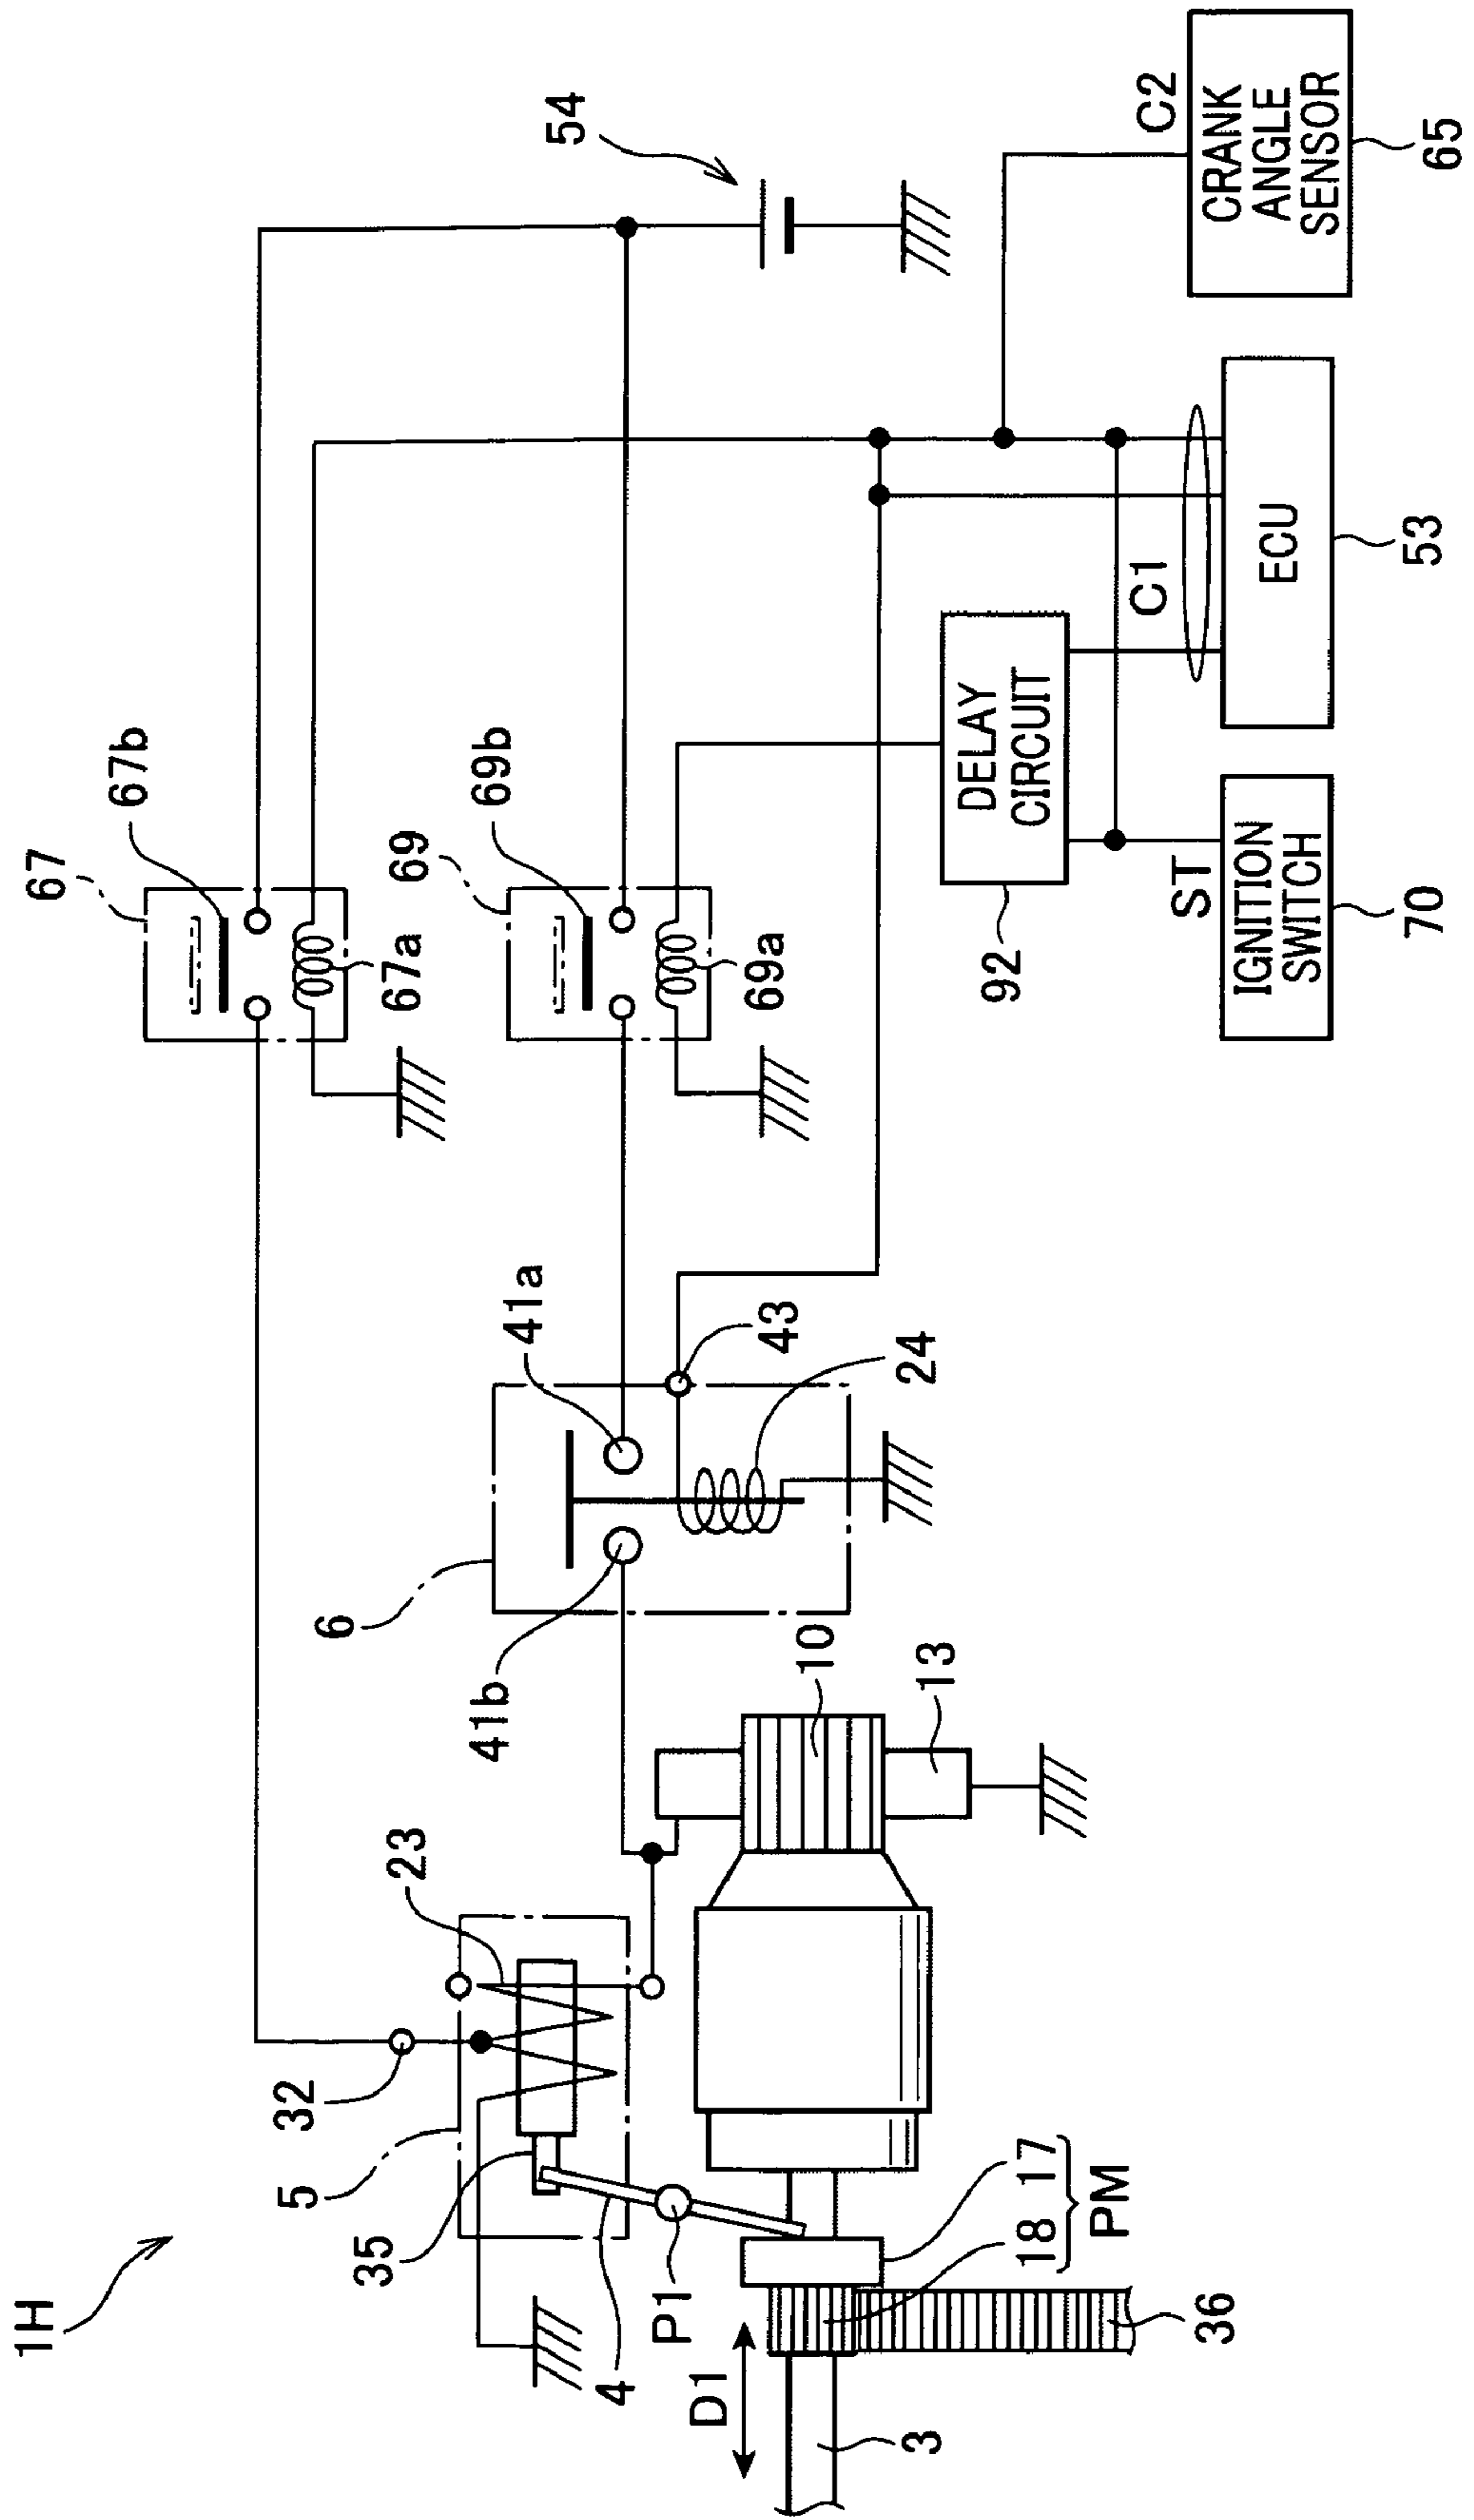 1H
67
67b
67a
69
69b
69a
54
C2
CRANK
ANGLE
SENSOR
65
ECU
53
C1
DELAY
CIRCUIT
92
ST
IGNITION
SWITCH
70
41a
43
24
6
41b
10
13
23
32
5
35
4
P1
D1
3
18
17
PM
36